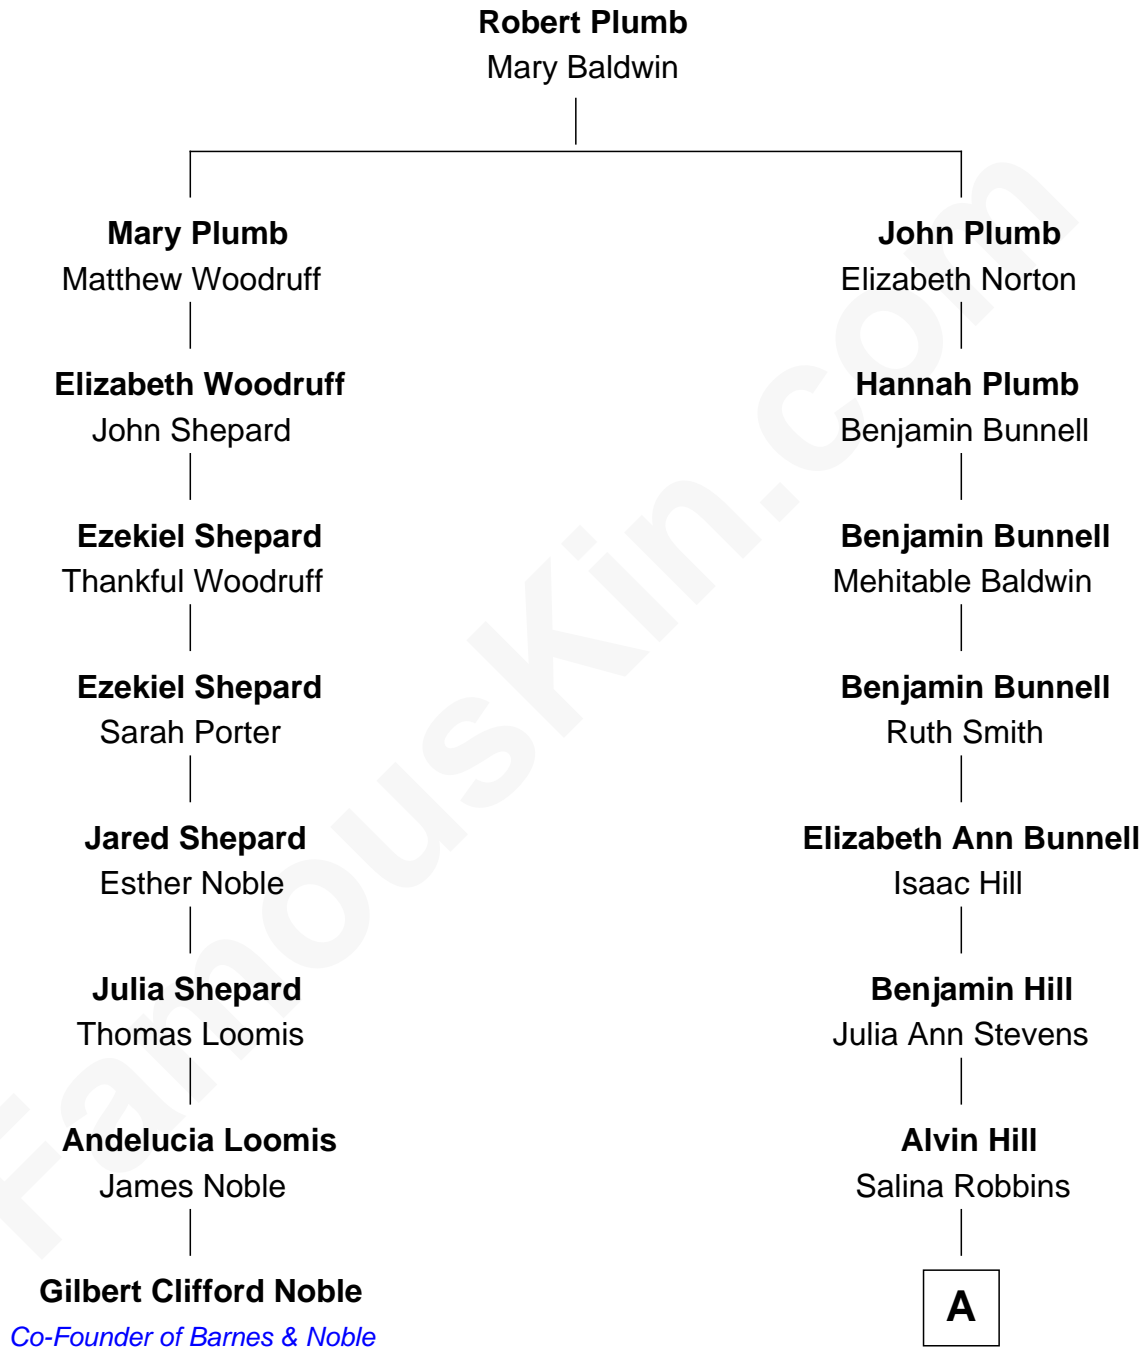 Robert Plumb
Mary Baldwin
Mary Plumb
Matthew Woodruff
John Plumb
Elizabeth Norton
Elizabeth Woodruff
John Shepard
Hannah Plumb
Benjamin Bunnell
Ezekiel Shepard
Thankful Woodruff
Benjamin Bunnell
Mehitable Baldwin
Ezekiel Shepard
Sarah Porter
Benjamin Bunnell
Ruth Smith
Jared Shepard
Esther Noble
Elizabeth Ann Bunnell
Isaac Hill
Julia Shepard
Thomas Loomis
Benjamin Hill
Julia Ann Stevens
Andelucia Loomis
James Noble
Alvin Hill
Salina Robbins
Gilbert Clifford Noble
Co-Founder of Barnes & Noble
A
FamousKin.com